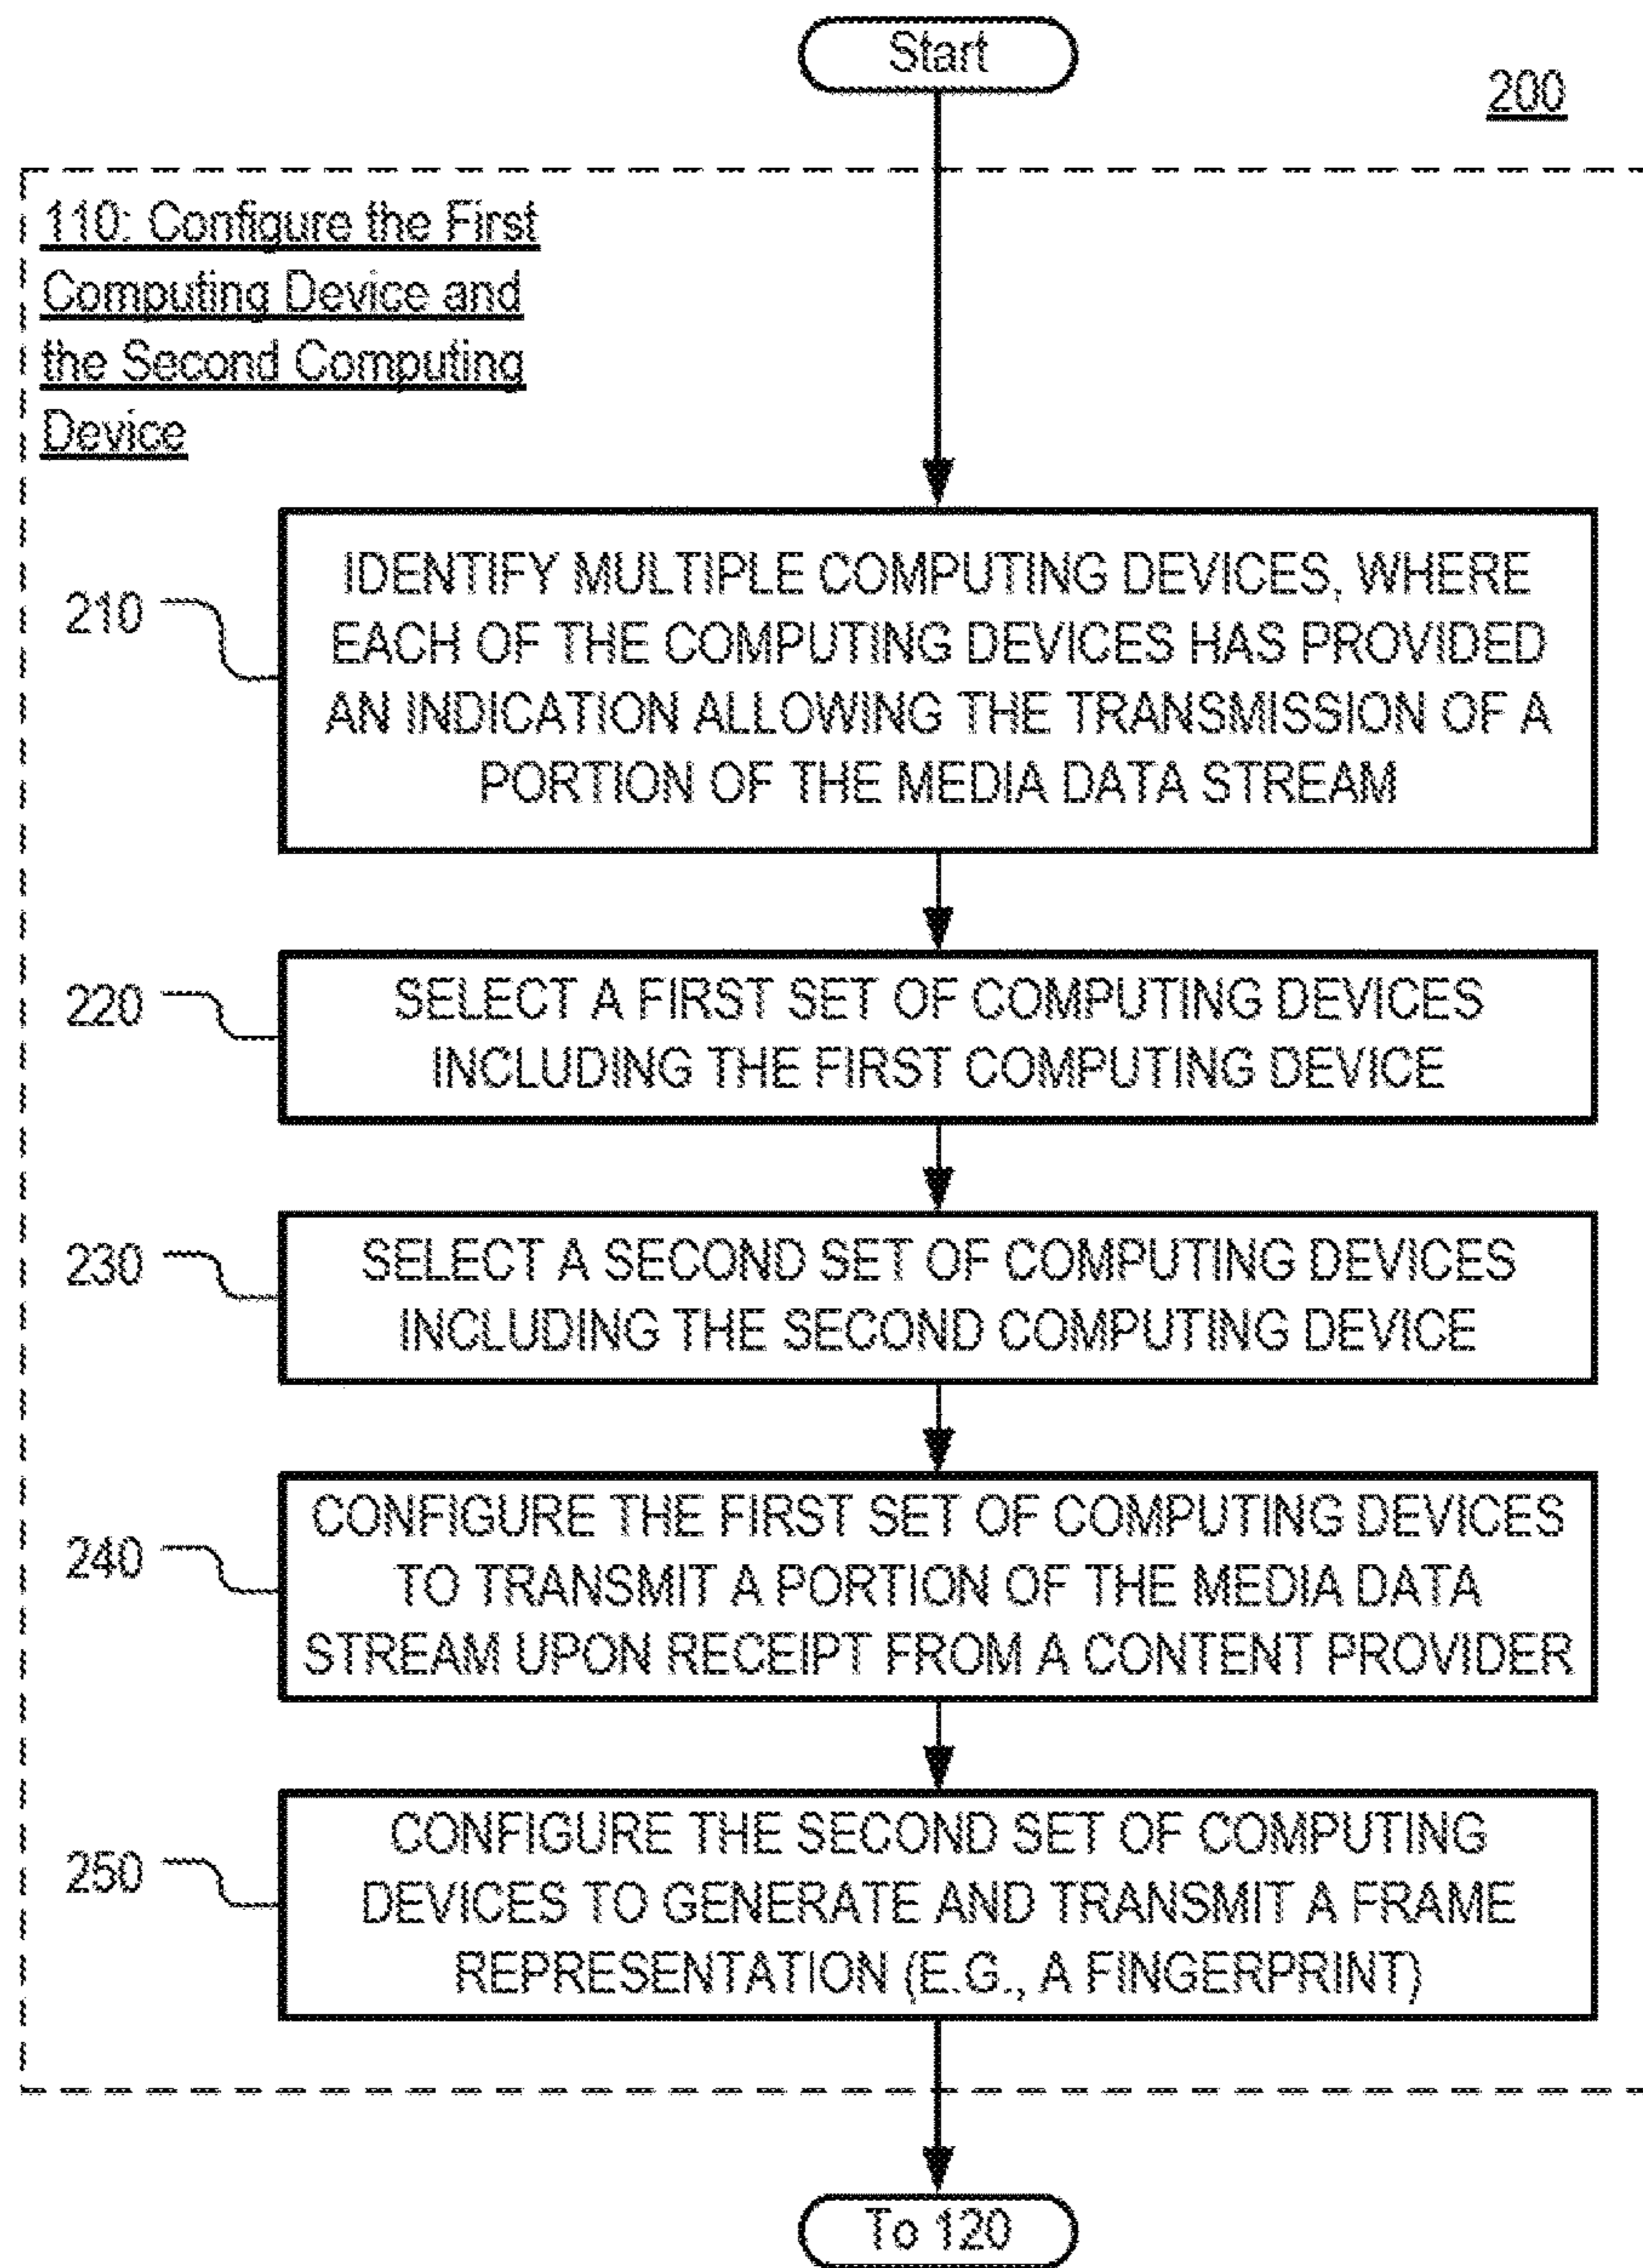 Start
200
110: Configure the First
Computing Device and
the Second Computing
Device
210
IDENTIFY MULTIPLE COMPUTING DEVICES, WHERE
EACH OF THE COMPUTING DEVICES HAS PROVIDED
AN INDICATION ALLOWING THE TRANSMISSION OF A
PORTION OF THE MEDIA DATA STREAM
220
SELECT A FIRST SET OF COMPUTING DEVICES
INCLUDING THE FIRST COMPUTING DEVICE
230
SELECT A SECOND SET OF COMPUTING DEVICES
INCLUDING THE SECOND COMPUTING DEVICE
240
CONFIGURE THE FIRST SET OF COMPUTING DEVICES
TO TRANSMIT A PORTION OF THE MEDIA DATA
STREAM UPON RECEIPT FROM A CONTENT PROVIDER
250
CONFIGURE THE SECOND SET OF COMPUTING
DEVICES TO GENERATE AND TRANSMIT A FRAME
REPRESENTATION (E.G., A FINGERPRINT)
To 120